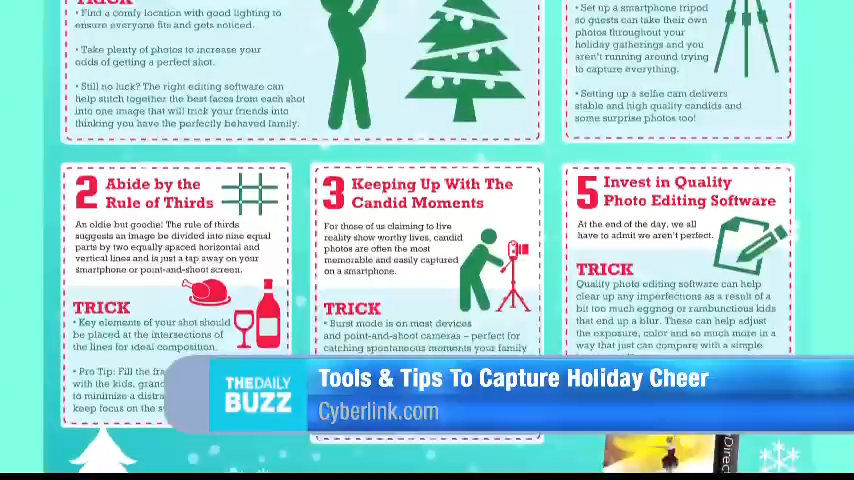 TRICK
• Find a comfy location with good lighting to
ensure everyone fits and gets noticed.
• Take plenty of photos to increase your
odds of getting a perfect shot.
• Still no luck? The right editing software can
help stitch together the best faces from each shot
into one image that will trick your friends into
thinking you have the perfectly behaved family.
• Set up a smartphone tripod
so guests can take their own
photos throughout your
holiday gatherings and you
aren't running around trying
to capture everything.
• Setting up a selfie cam delivers
stable and high quality candids and
some surprise photos too!
2 Abide by the
Rule of Thirds
An oldie but goodie! The rule of thirds
suggests an image be divided into nine equal
parts by two equally spaced horizontal and
vertical lines and is just a tap away on your
smartphone or point-and-shoot screen.
TRICK
• Key elements of your shot should
be placed at the intersections of
the lines for ideal composition.
• Pro Tip: Fill the
with the kids,
to minimize a
keep focus on the
3 Keeping Up With The
Candid Moments
For those of us claiming to live
reality show worthy lives, candid
photos are often the most
memorable and easily captured
on a smartphone.
TRICK
• Burst mode is on most devices
and point-and-shoot cameras – perfect for
catching spontaneous moments your family
5 Invest in Quality
Photo Editing Software
At the end of the day, we all
have to admit we aren't perfect.
TRICK
Quality photo editing software can help
clear up any imperfections as a result of a
bit too much eggnog or rambunctious kids
that end up a blur. These can help adjust
the exposure, color and so much more in a
way that just can compare with a simple
THE DAILY
BUZZ
Tools & Tips To Capture Holiday Cheer
Cyberlink.com